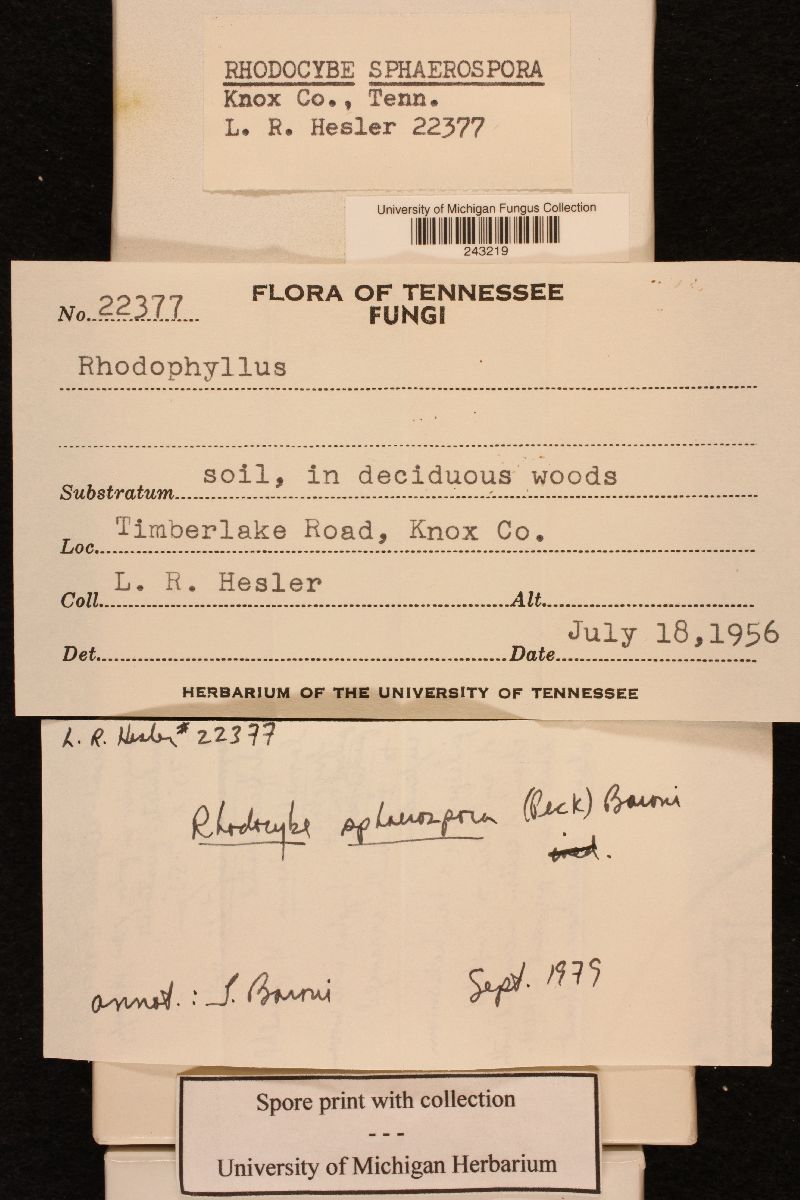 RHODOCYBE SPHAEROSPORA
Knox Co., Tenn.
L. R. Hesler 22377
University of Michigan Fungus Collection
243219
FLORA OF TENNESSEE
No. 22377 FUNGI
Rhodophyllus
Substratum soil, in deciduous woods
Loc. Timberlake Road, Knox Co.
Coll. L. R. Hesler Alt.
Det. Date July 18,1956
HERBARIUM OF THE UNIVERSITY OF TENNESSEE
L. R. Hesler # 22377
Rhodocybe sphaerospora (Peck) Baroni
ined.
annot. : T. Baroni Sept. 1979
Spore print with collection
---
University of Michigan Herbarium